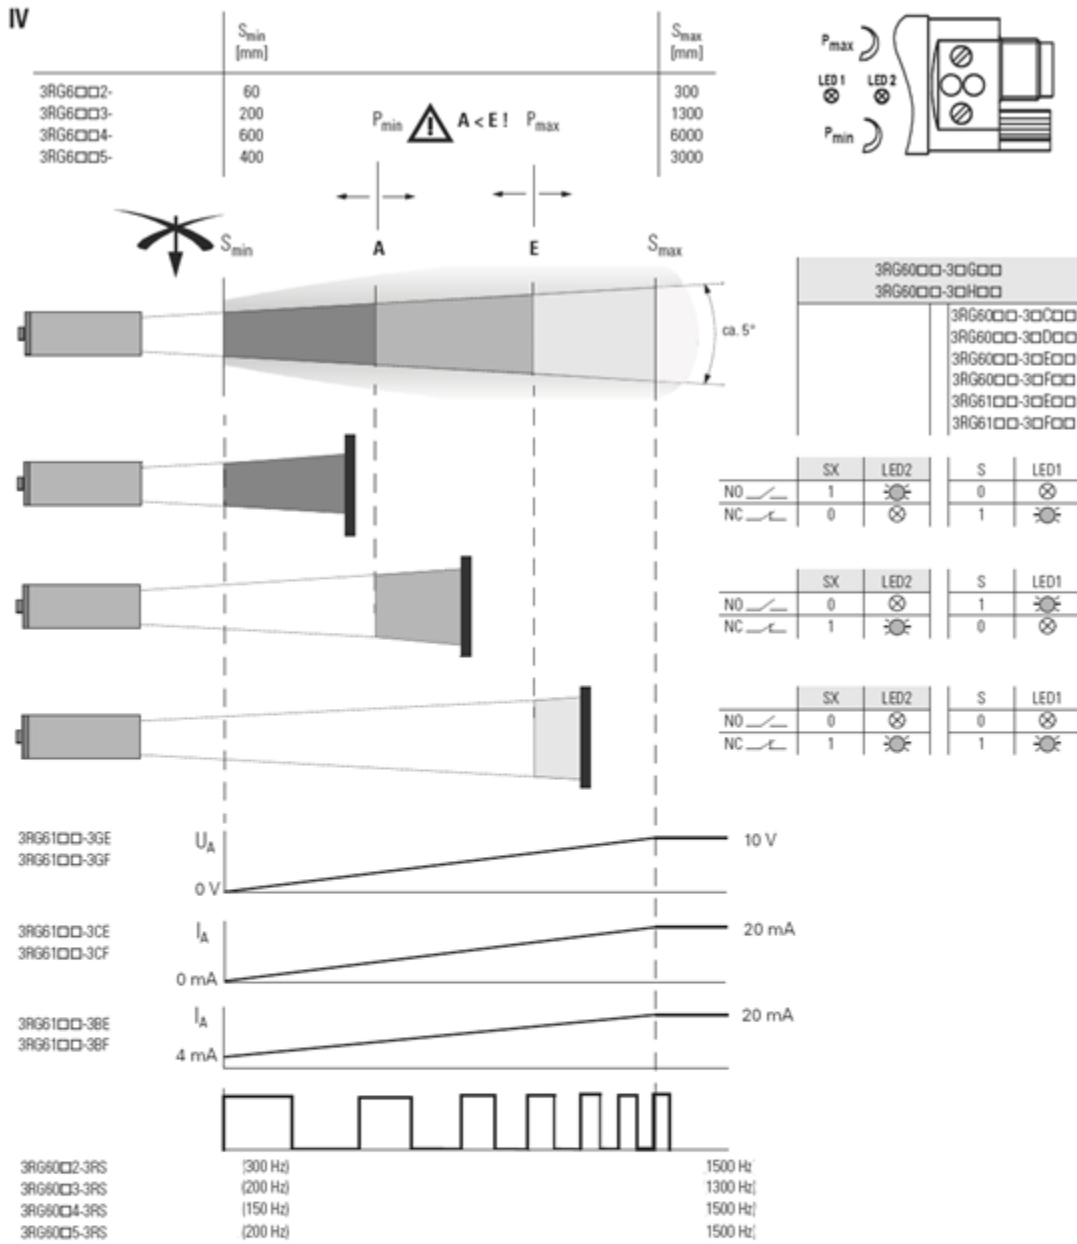 IV
Smin [mm] Smax [mm]
3RG6□□2- 60 300
3RG6□□3- 200 1300
3RG6□□4- 600 6000
3RG6□□5- 400 3000
Pmin A < E ! Pmax
Pmax
LED 1 LED 2
Pmin
Smin A E Smax
ca. 5°
3RG60□□-3□G□□
3RG60□□-3□H□□
3RG60□□-3□C□□
3RG60□□-3□D□□
3RG60□□-3□E□□
3RG60□□-3□F□□
3RG61□□-3□E□□
3RG61□□-3□F□□
SX LED2 S LED1
NO 1 0
NC 0 1
SX LED2 S LED1
NO 0 1
NC 1 0
SX LED2 S LED1
NO 0 0
NC 1 1
3RG61□□-3GE
3RG61□□-3GF
UA
0 V
10 V
3RG61□□-3CE
3RG61□□-3CF
IA
0 mA
20 mA
3RG61□□-3BE
3RG61□□-3BF
IA
4 mA
20 mA
3RG60□2-3RS (300 Hz) 1500 Hz
3RG60□3-3RS (200 Hz) 1300 Hz)
3RG60□4-3RS (150 Hz) 1500 Hz)
3RG60□5-3RS (200 Hz) 1500 Hz)